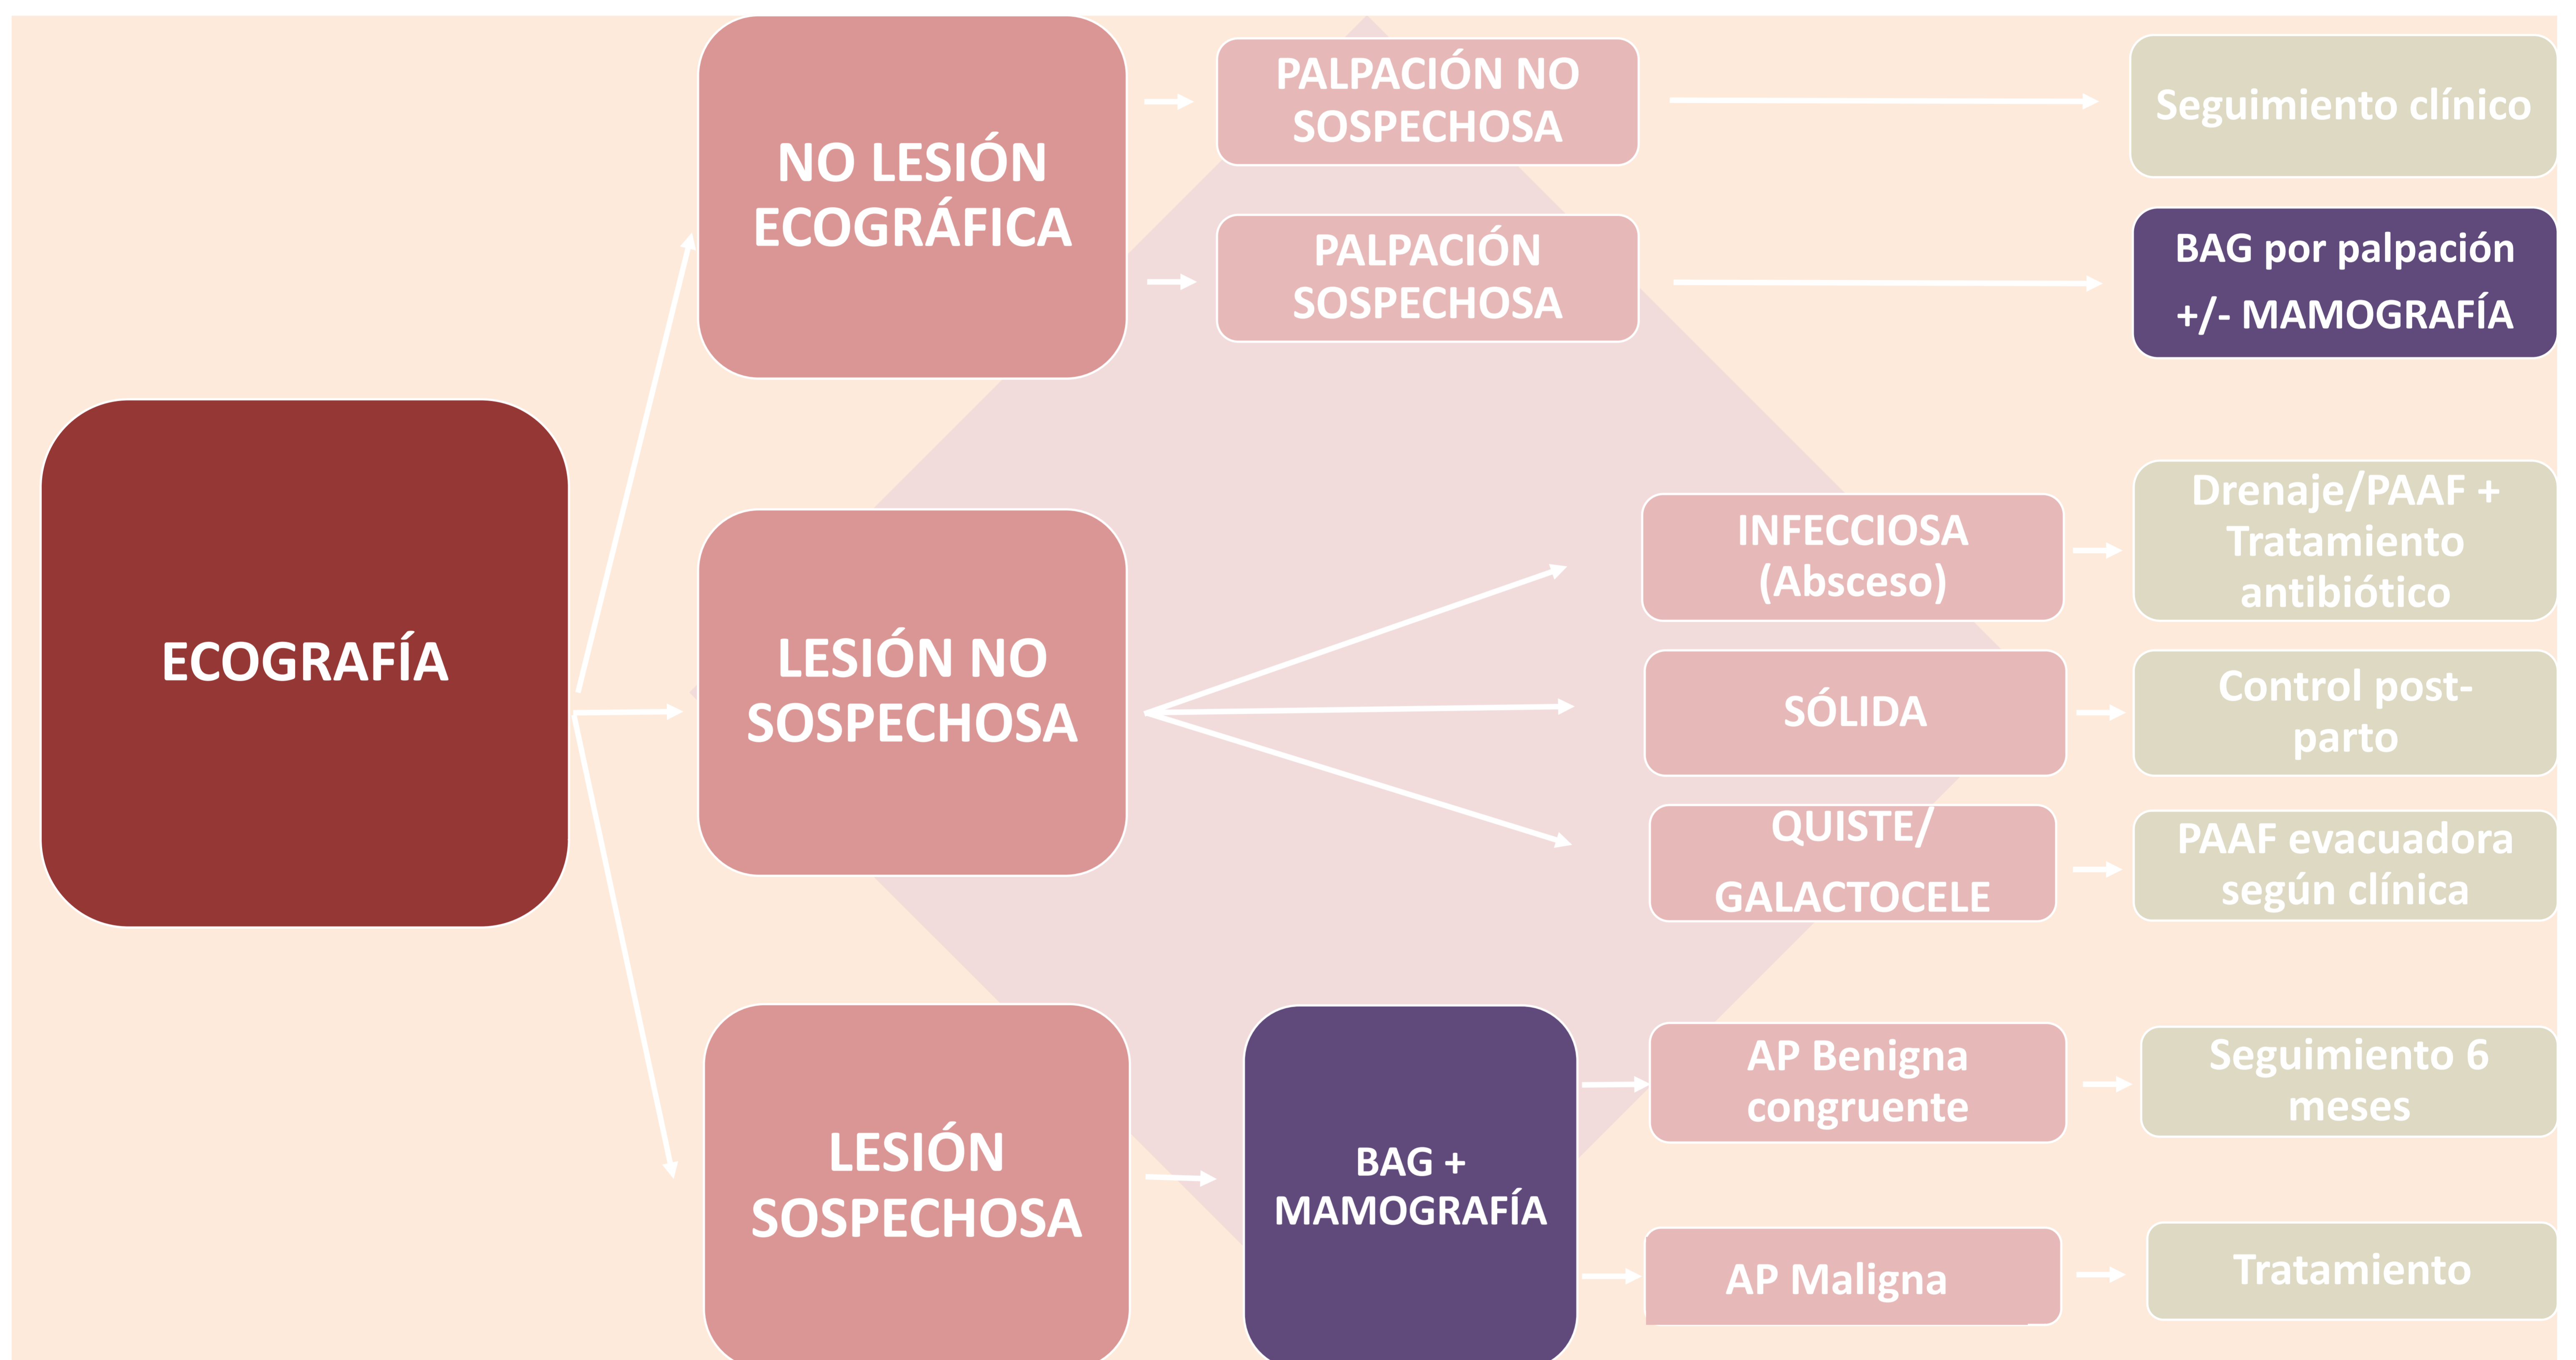 ECOGRAFÍA
NO LESIÓN
ECOGRÁFICA
PALPACIÓN NO
SOSPECHOSA
Seguimiento clínico
PALPACIÓN
SOSPECHOSA
BAG por palpación
+/- MAMOGRAFÍA
LESIÓN NO
SOSPECHOSA
INFECCIOSA
(Absceso)
Drenaje/PAAF +
Tratamiento
antibiótico
SÓLIDA
Control post-
parto
QUISTE/
GALACTOCELE
PAAF evacuadora
según clínica
LESIÓN
SOSPECHOSA
BAG +
MAMOGRAFÍA
AP Benigna
congruente
Seguimiento 6
meses
AP Maligna
Tratamiento